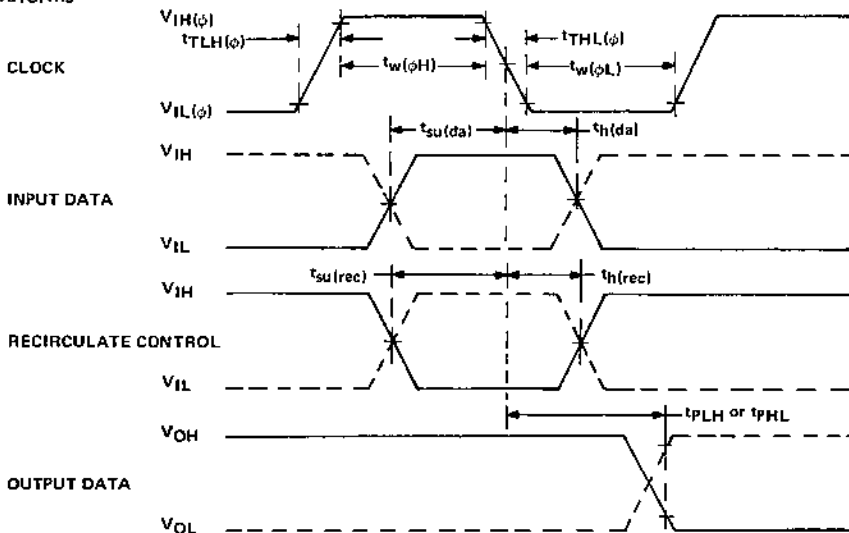 VIH(φ)
tTLH(φ)
tTHL(φ)
CLOCK
tw(φH)
tw(φL)
VIL(φ)
tsu(da)
th(da)
VIH
INPUT DATA
VIL
tsu(rec)
th(rec)
VIH
RECIRCULATE CONTROL
VIL
tPLH or tPHL
VOH
OUTPUT DATA
VOL